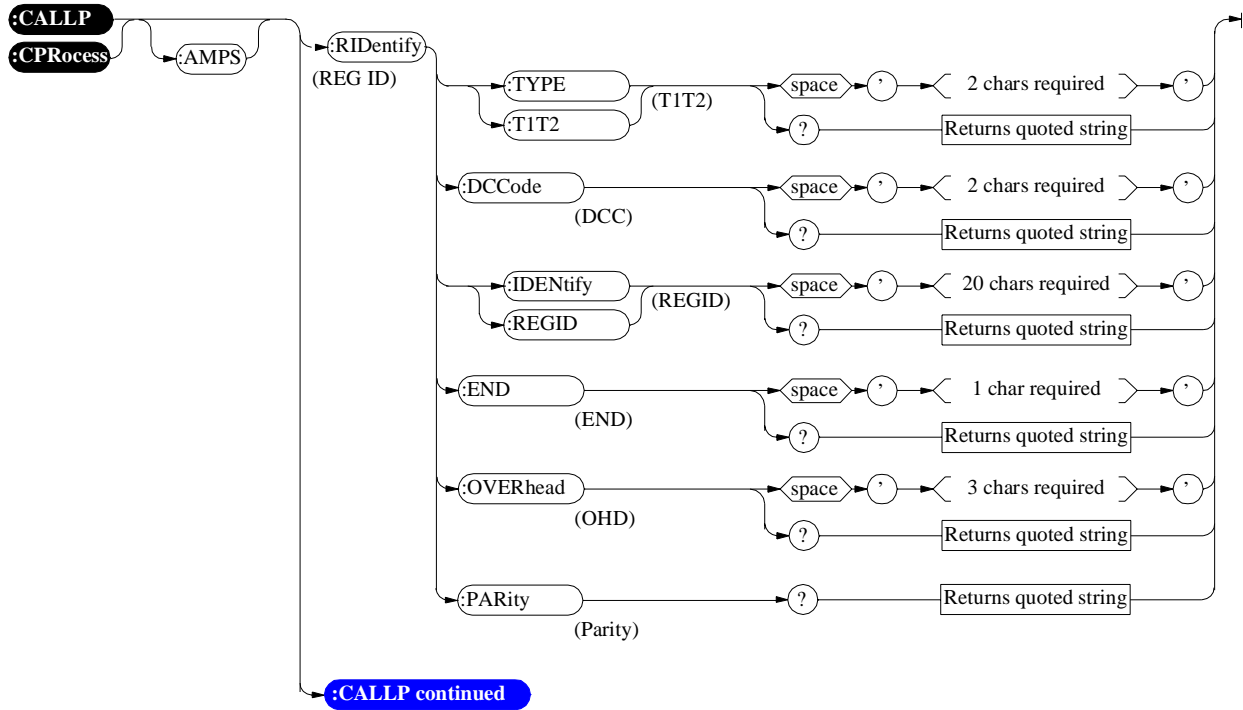 :CALLP
:CPRocess
:AMPS
:RIDentify
(REG ID)
:TYPE
:T1T2
(T1T2)
space ’ 2 chars required ’
? Returns quoted string
:DCCode
(DCC)
space ’ 2 chars required ’
? Returns quoted string
:IDENtify
:REGID
(REGID)
space ’ 20 chars required ’
? Returns quoted string
:END
(END)
space ’ 1 char required ’
? Returns quoted string
:OVERhead
(OHD)
space ’ 3 chars required ’
? Returns quoted string
:PARity
(Parity)
? Returns quoted string
:CALLP continued